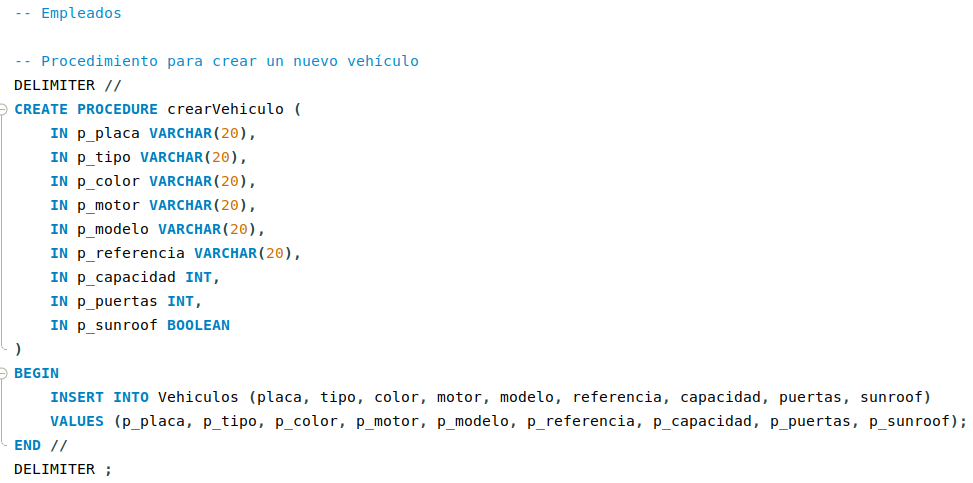 -- Empleados
-- Procedimiento para crear un nuevo vehículo
DELIMITER //
CREATE PROCEDURE crearVehiculo (
    IN p_placa VARCHAR(20),
    IN p_tipo VARCHAR(20),
    IN p_color VARCHAR(20),
    IN p_motor VARCHAR(20),
    IN p_modelo VARCHAR(20),
    IN p_referencia VARCHAR(20),
    IN p_capacidad INT,
    IN p_puertas INT,
    IN p_sunroof BOOLEAN
)
BEGIN
    INSERT INTO Vehiculos (placa, tipo, color, motor, modelo, referencia, capacidad, puertas, sunroof)
    VALUES (p_placa, p_tipo, p_color, p_motor, p_modelo, p_referencia, p_capacidad, p_puertas, p_sunroof);
END //
DELIMITER ;